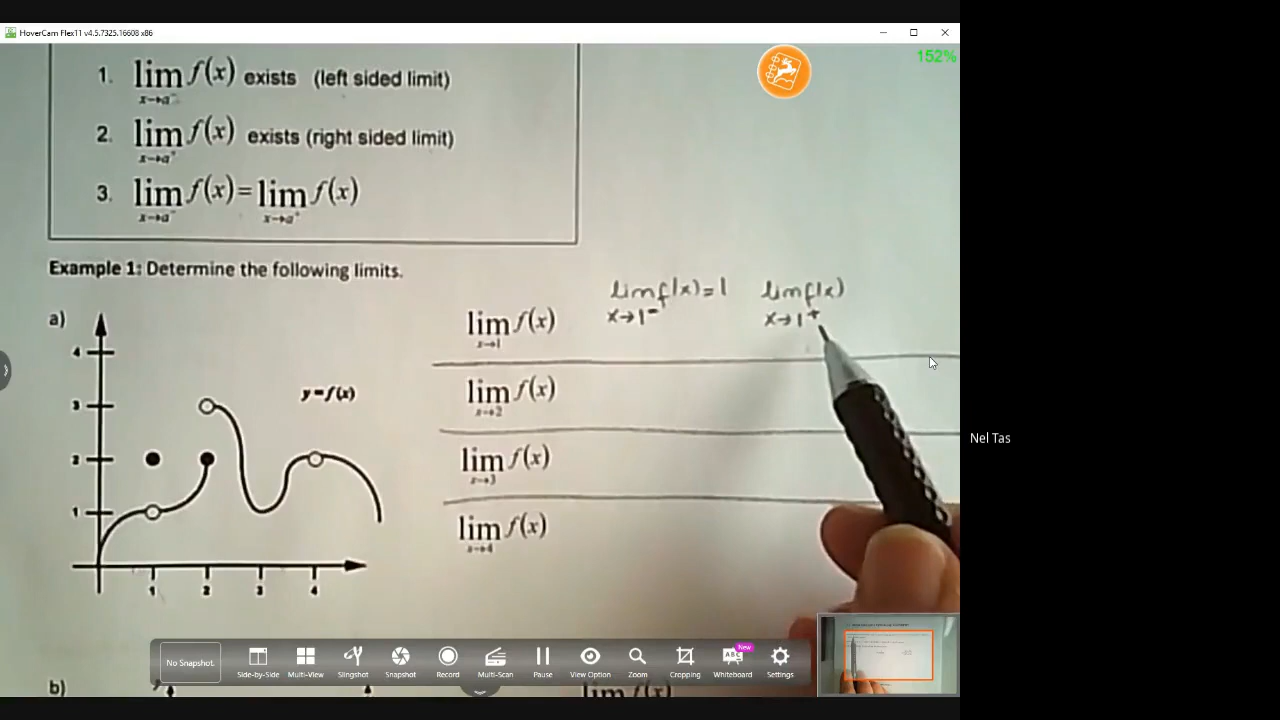 HoverCam Flex11 v4.5.7325.16608 x86
152%
1. lim f(x) exists (left sided limit)
x→a⁻
2. lim f(x) exists (right sided limit)
x→a⁺
3. lim f(x) = lim f(x)
x→a⁻ x→a⁺
Example 1: Determine the following limits.
a)
4
3
2
1
1 2 3 4
y = f(x)
lim f(x)
x→1
lim f(x) = 1 lim f(x)
x→1⁻ x→1⁺
lim f(x)
x→2
lim f(x)
x→3
lim f(x)
x→4
Nel Tas
No Snapshot.
Side-by-Side
Multi-View
Slingshot
Snapshot
Record
Multi-Scan
Pause
View Option
Zoom
Cropping
ABC
New
Whiteboard
Settings
b)
lim f(x)